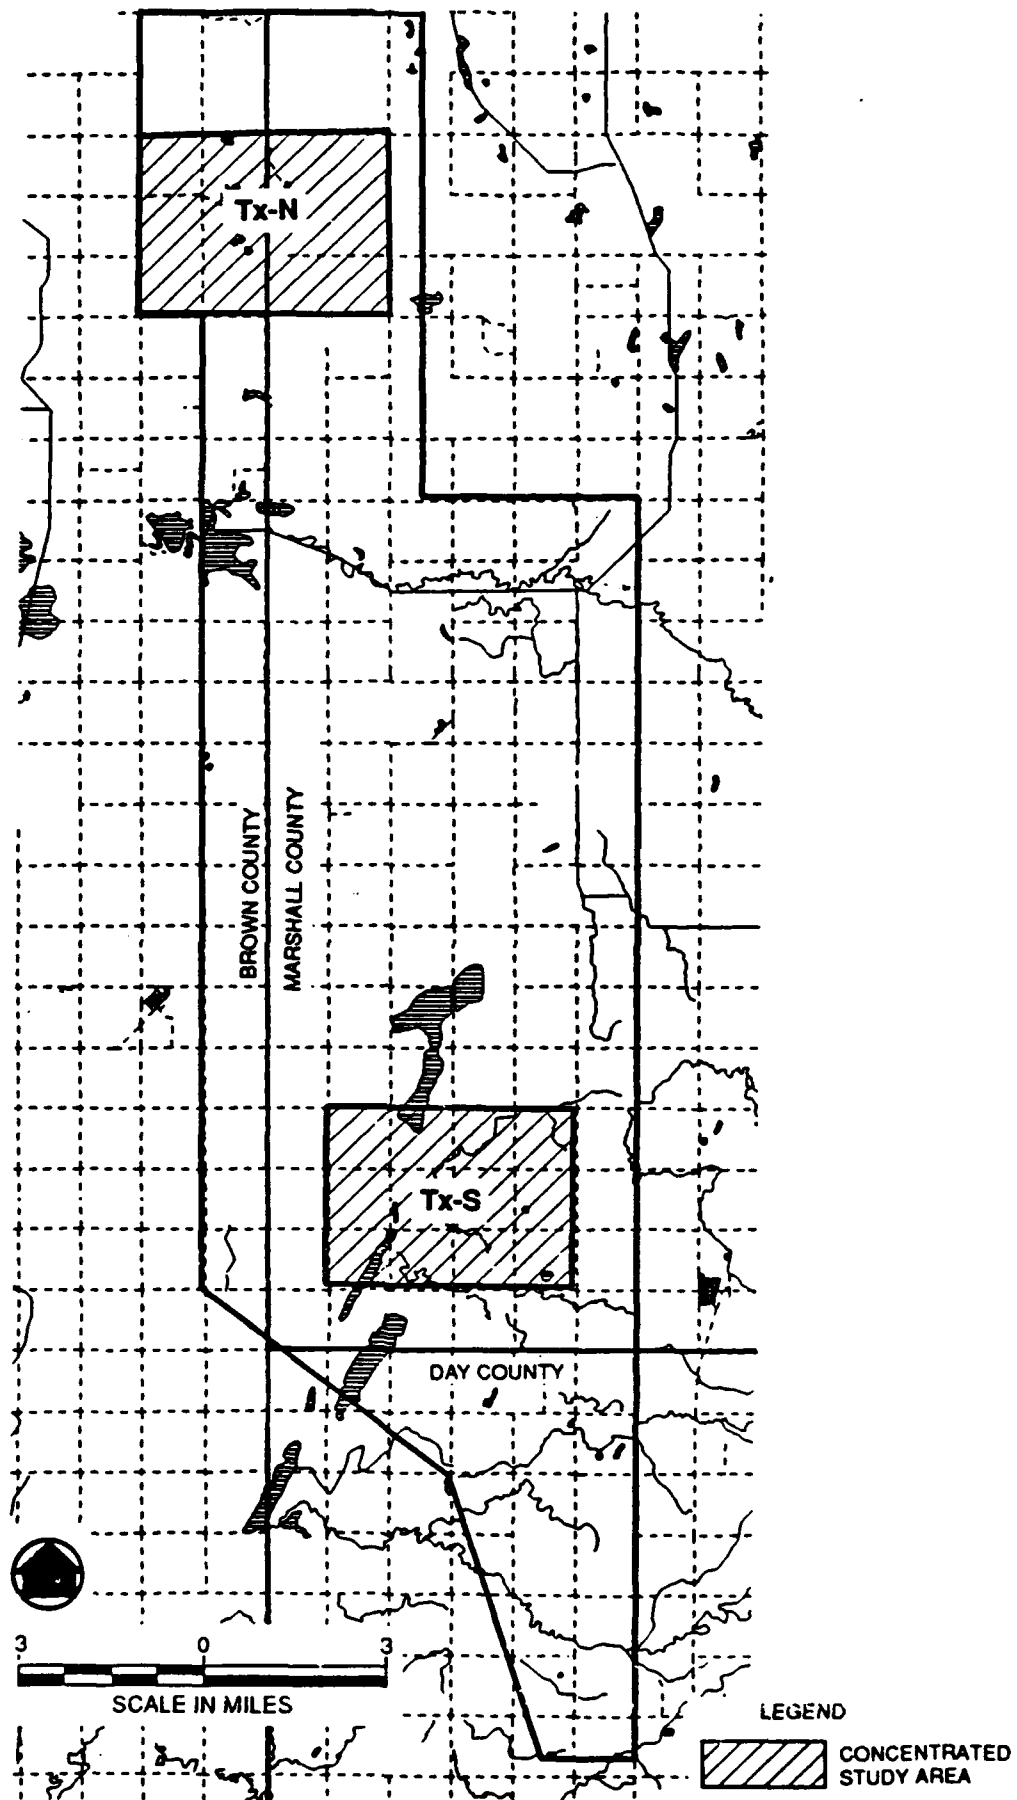 Tx-N
BROWN COUNTY
MARSHALL COUNTY
Tx-S
DAY COUNTY
3 0 3
SCALE IN MILES
LEGEND
CONCENTRATED
STUDY AREA